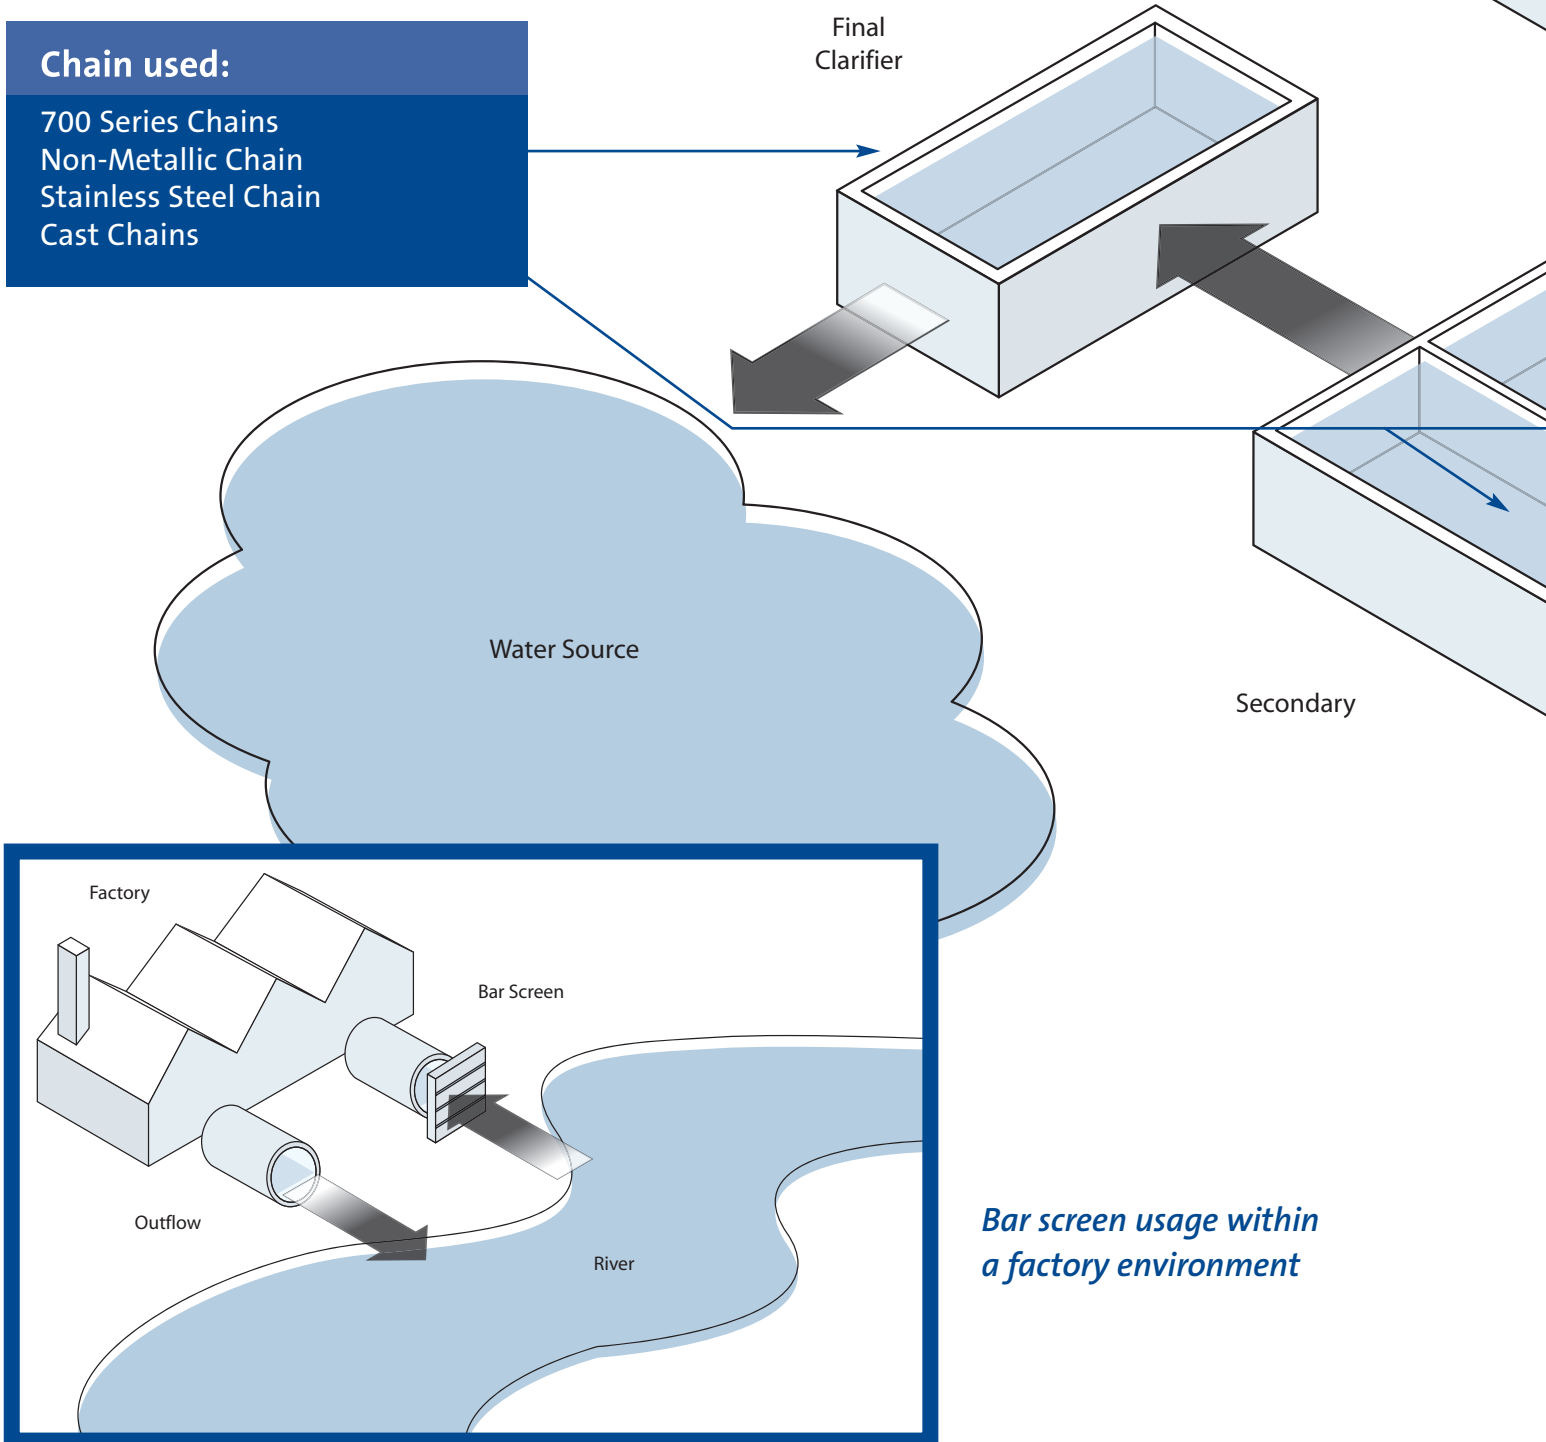 Final
Clarifier
Chain used:
700 Series Chains
Non-Metallic Chain
Stainless Steel Chain
Cast Chains
Water Source
Secondary
Factory
Bar Screen
Outflow
River
Bar screen usage within
a factory environment